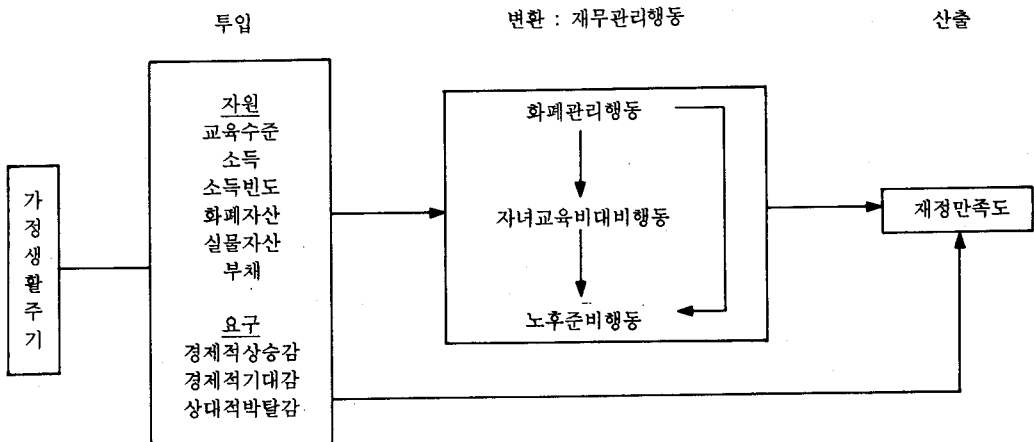 투입
변환 : 재무관리행동
산출
가정생활주기
자원
교육수준
소득
소득빈도
화폐자산
실물자산
부채
요구
경제적상승감
경제적기대감
상대적박탈감
화폐관리행동
자녀교육비대비행동
노후준비행동
재정만족도